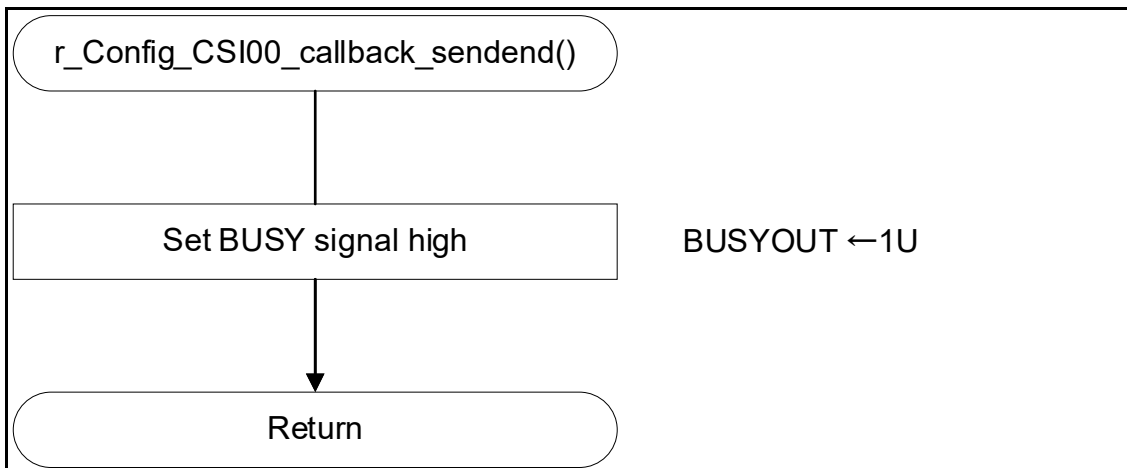 r_Config_CSI00_callback_sendend()
Set BUSY signal high
BUSYOUT ←1U
Return